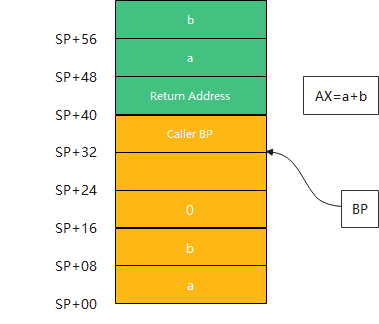 b
SP+56
a
SP+48
Return Address
AX=a+b
SP+40
Caller BP
SP+32
SP+24
0
BP
SP+16
b
SP+08
a
SP+00